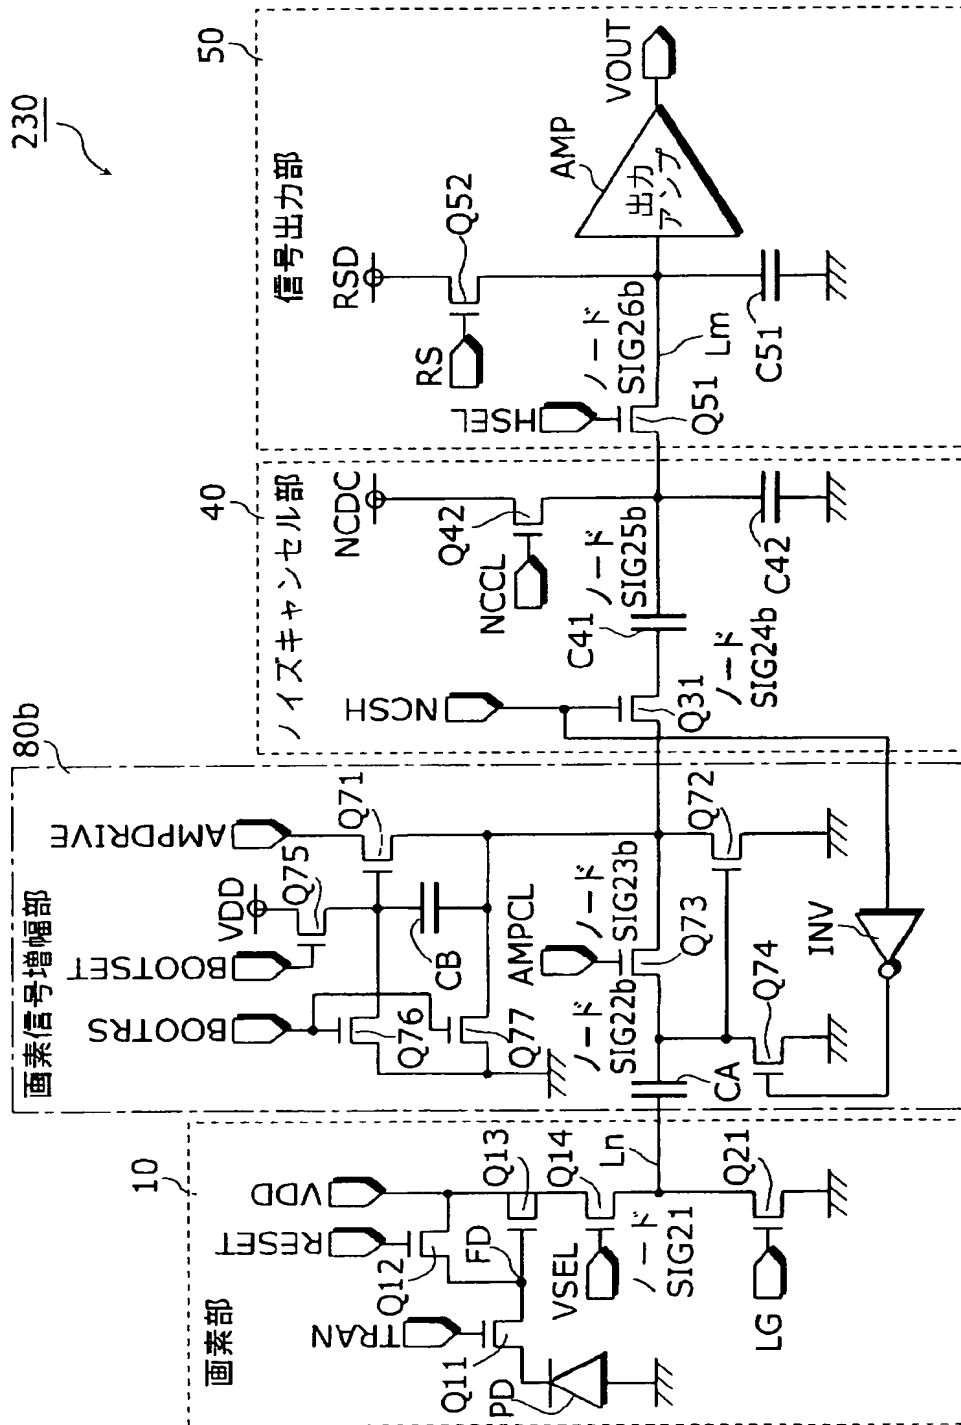 230
10
画素部
VDD
RESET
TRAN
Q11
Q12
Q13
FD
PD
VSEL
Q14
ノード
SIG21
Ln
LG
Q21
80b
画素信号増幅部
BOOTRS
BOOTSET
VDD
AMPDRIVE
Q75
Q71
Q76
Q77
CB
AMPCL
ノード
SIG22b
ノード
SIG23b
Q73
CA
Q72
Q74
INV
40
ノイズキャンセル部
NCSH
NCDC
Q42
NCCL
ノード
SIG25b
C41
Q31
ノード
SIG24b
C42
50
信号出力部
RSD
Q52
RS
HSEL
ノード
SIG26b
Lm
Q51
C51
AMP
出力
アンプ
VOUT